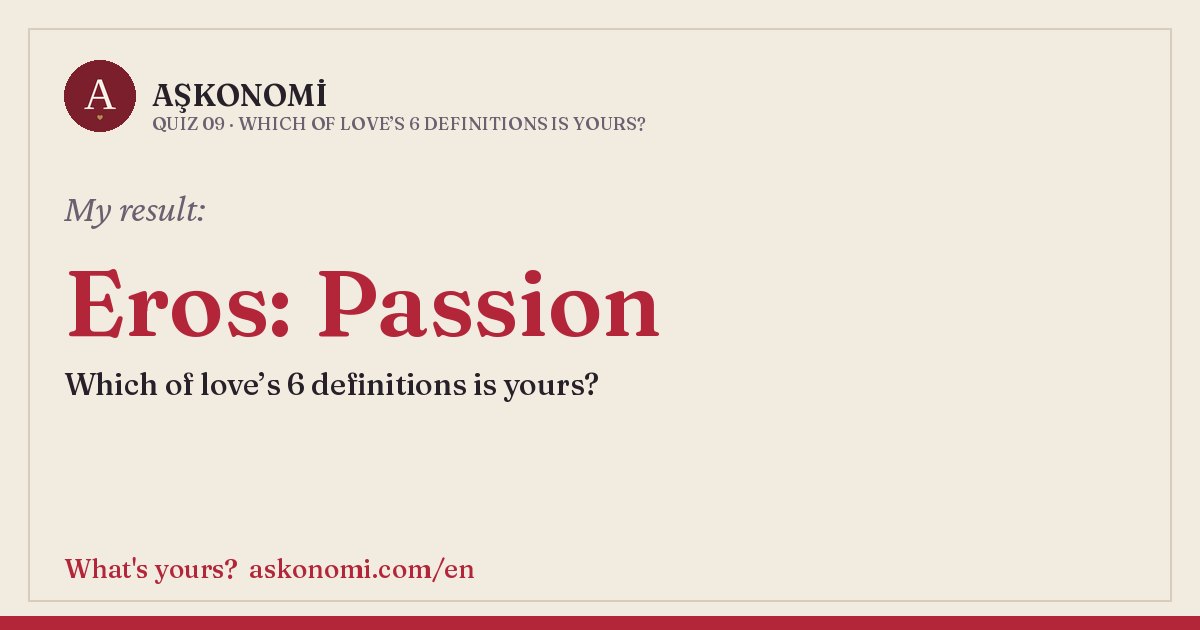 A
AŞKONOMİ
QUIZ 09 · WHICH OF LOVE’S 6 DEFINITIONS IS YOURS?
My result:
Eros: Passion
Which of love’s 6 definitions is yours?
What's yours? askonomi.com/en